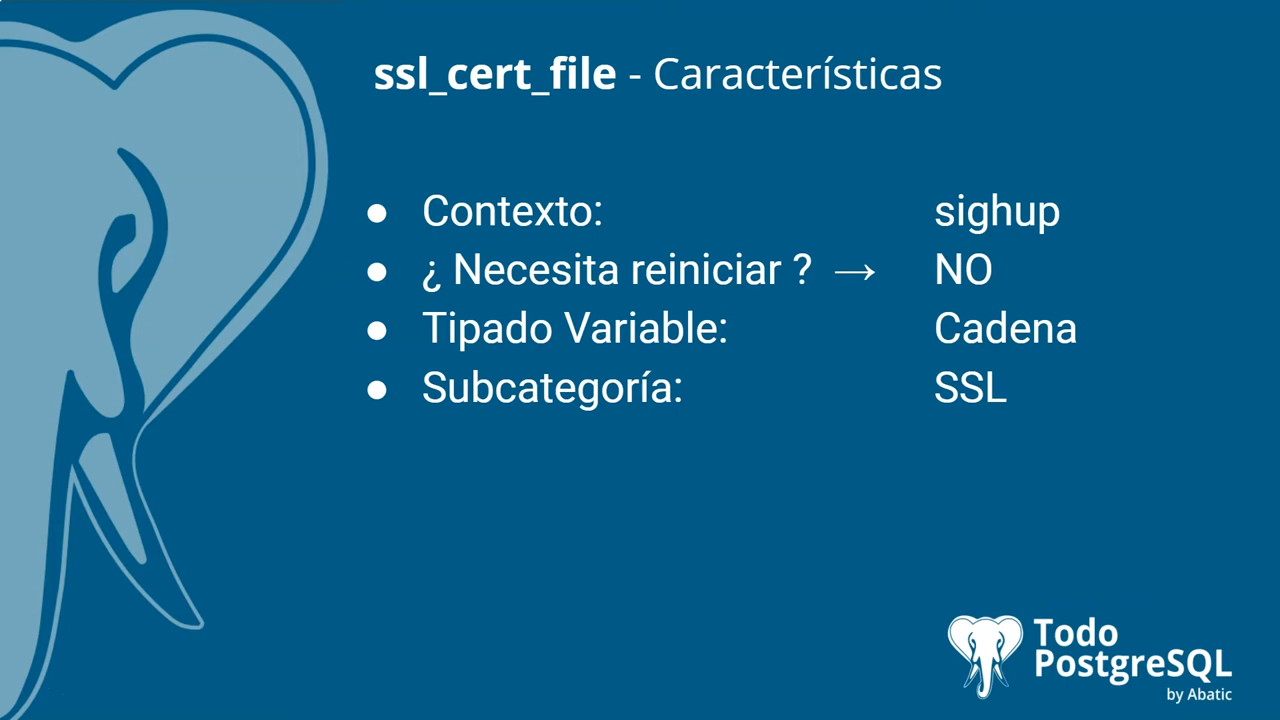 ssl_cert_file - Características
● Contexto: sighup
● ¿ Necesita reiniciar ? → NO
● Tipado Variable: Cadena
● Subcategoría: SSL
Todo
PostgreSQL
by Abatic